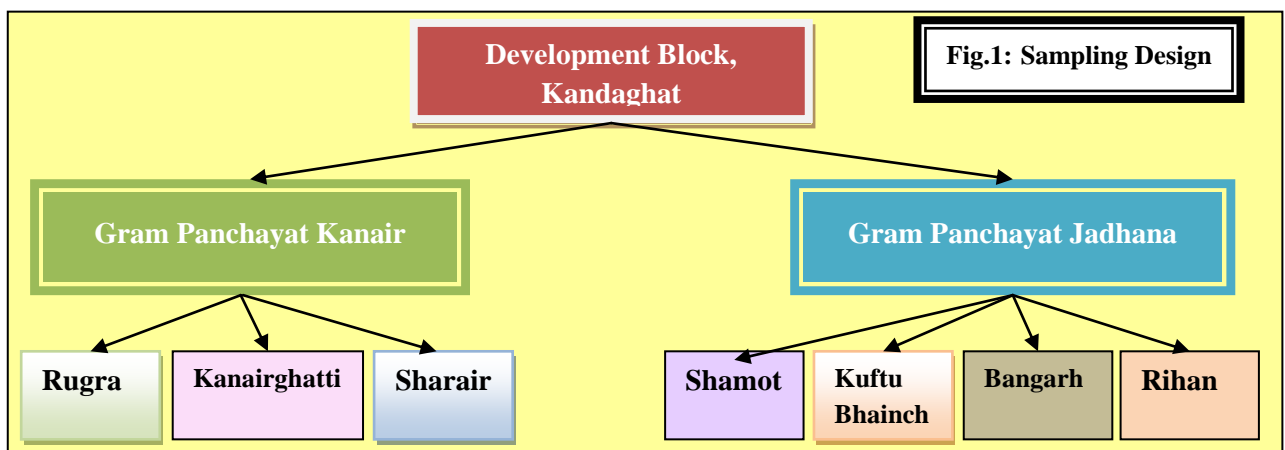 Development Block,
Kandaghat
Fig.1: Sampling Design
Gram Panchayat Kanair
Gram Panchayat Jadhana
Rugra
Kanairghatti
Sharair
Shamot
Kuftu
Bhainch
Bangarh
Rihan